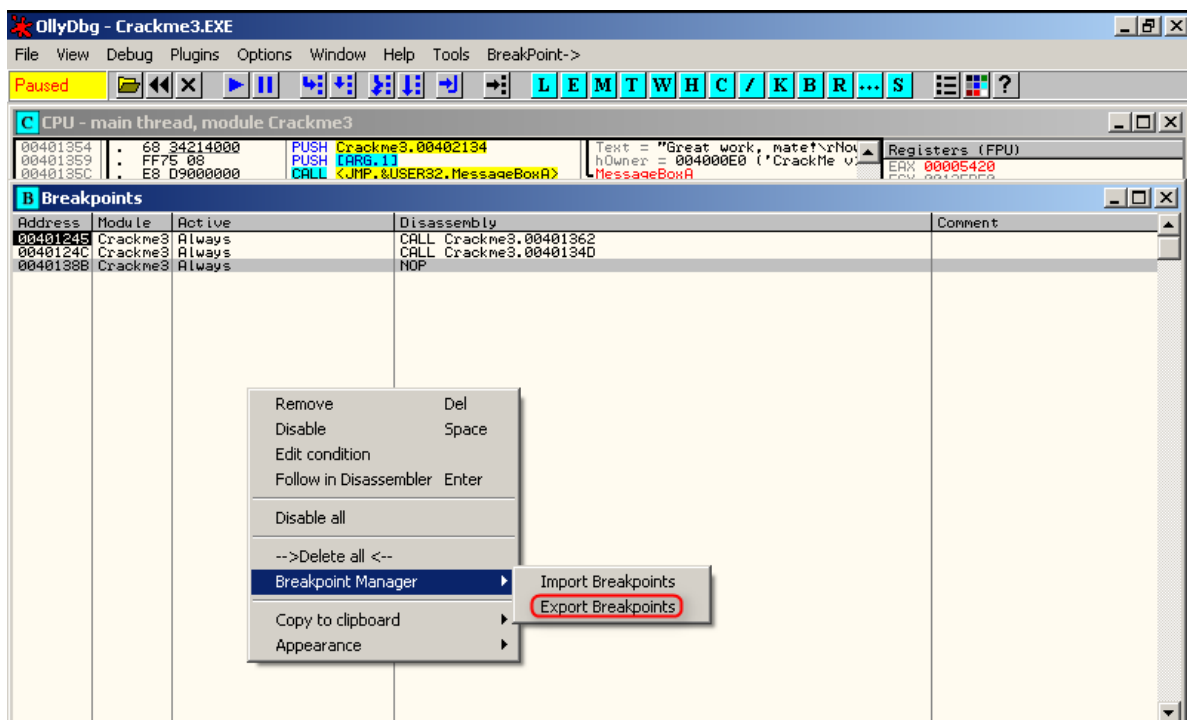 OllyDbg - Crackme3.EXE
File View Debug Plugins Options Window Help Tools BreakPoint->
Paused L E M T W H C / K B R ... S ?
C CPU - main thread, module Crackme3
00401354 . 68 34214000 PUSH Crackme3.00402134 Text = "Great work, mate!\rNow
00401359 . FF75 08 PUSH [ARG.1] hOwner = 004000E0 ('CrackMe v
0040135C . E8 D9000000 CALL <JMP.&USER32.MessageBoxA> MessageBoxA
Registers (FPU)
EAX 00005420
B Breakpoints
Address Module Active Disassembly Comment
00401245 Crackme3 Always CALL Crackme3.00401362
0040124C Crackme3 Always CALL Crackme3.0040134D
0040138B Crackme3 Always NOP
Remove Del
Disable Space
Edit condition
Follow in Disassembler Enter
Disable all
-->Delete all <--
Breakpoint Manager
Import Breakpoints
Export Breakpoints
Copy to clipboard
Appearance